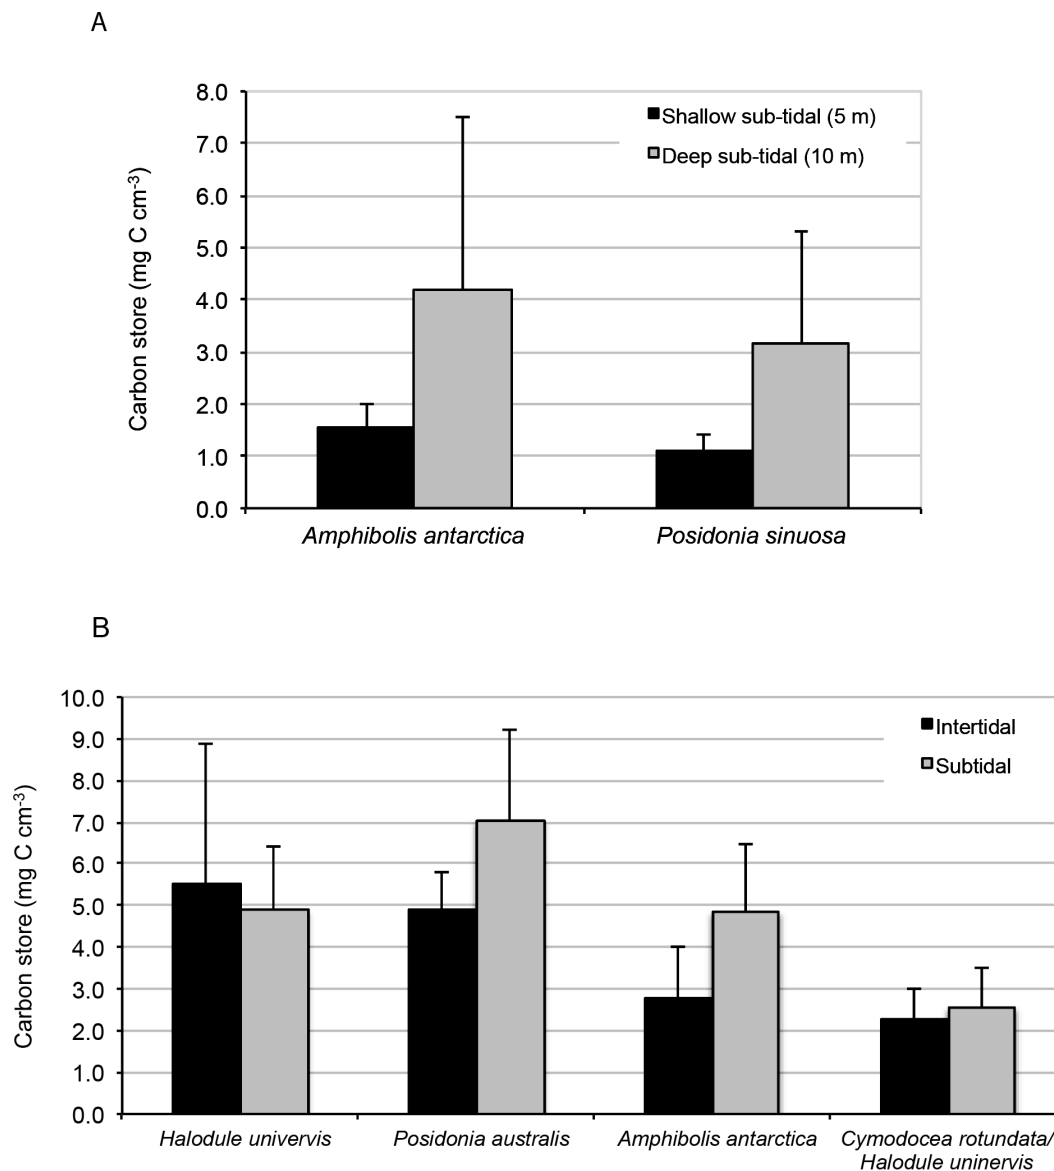 A
8.0
7.0
6.0
5.0
4.0
3.0
2.0
1.0
0.0
Carbon store (mg C cm-3)
Shallow sub-tidal (5 m)
Deep sub-tidal (10 m)
Amphibolis antarctica
Posidonia sinuosa
B
10.0
9.0
8.0
7.0
6.0
5.0
4.0
3.0
2.0
1.0
0.0
Carbon store (mg C cm-3)
Intertidal
Subtidal
Halodule univervis
Posidonia australis
Amphibolis antarctica
Cymodocea rotundata/
Halodule uninervis